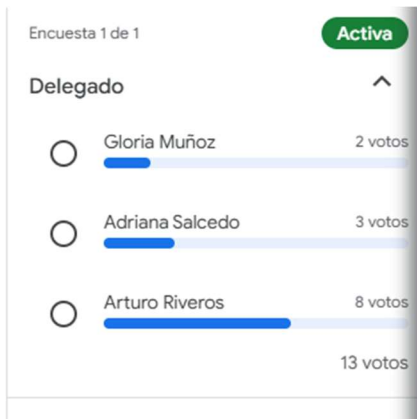 Encuesta 1 de 1
Activa
Delegado
Gloria Muñoz
2 votos
Adriana Salcedo
3 votos
Arturo Riveros
8 votos
13 votos